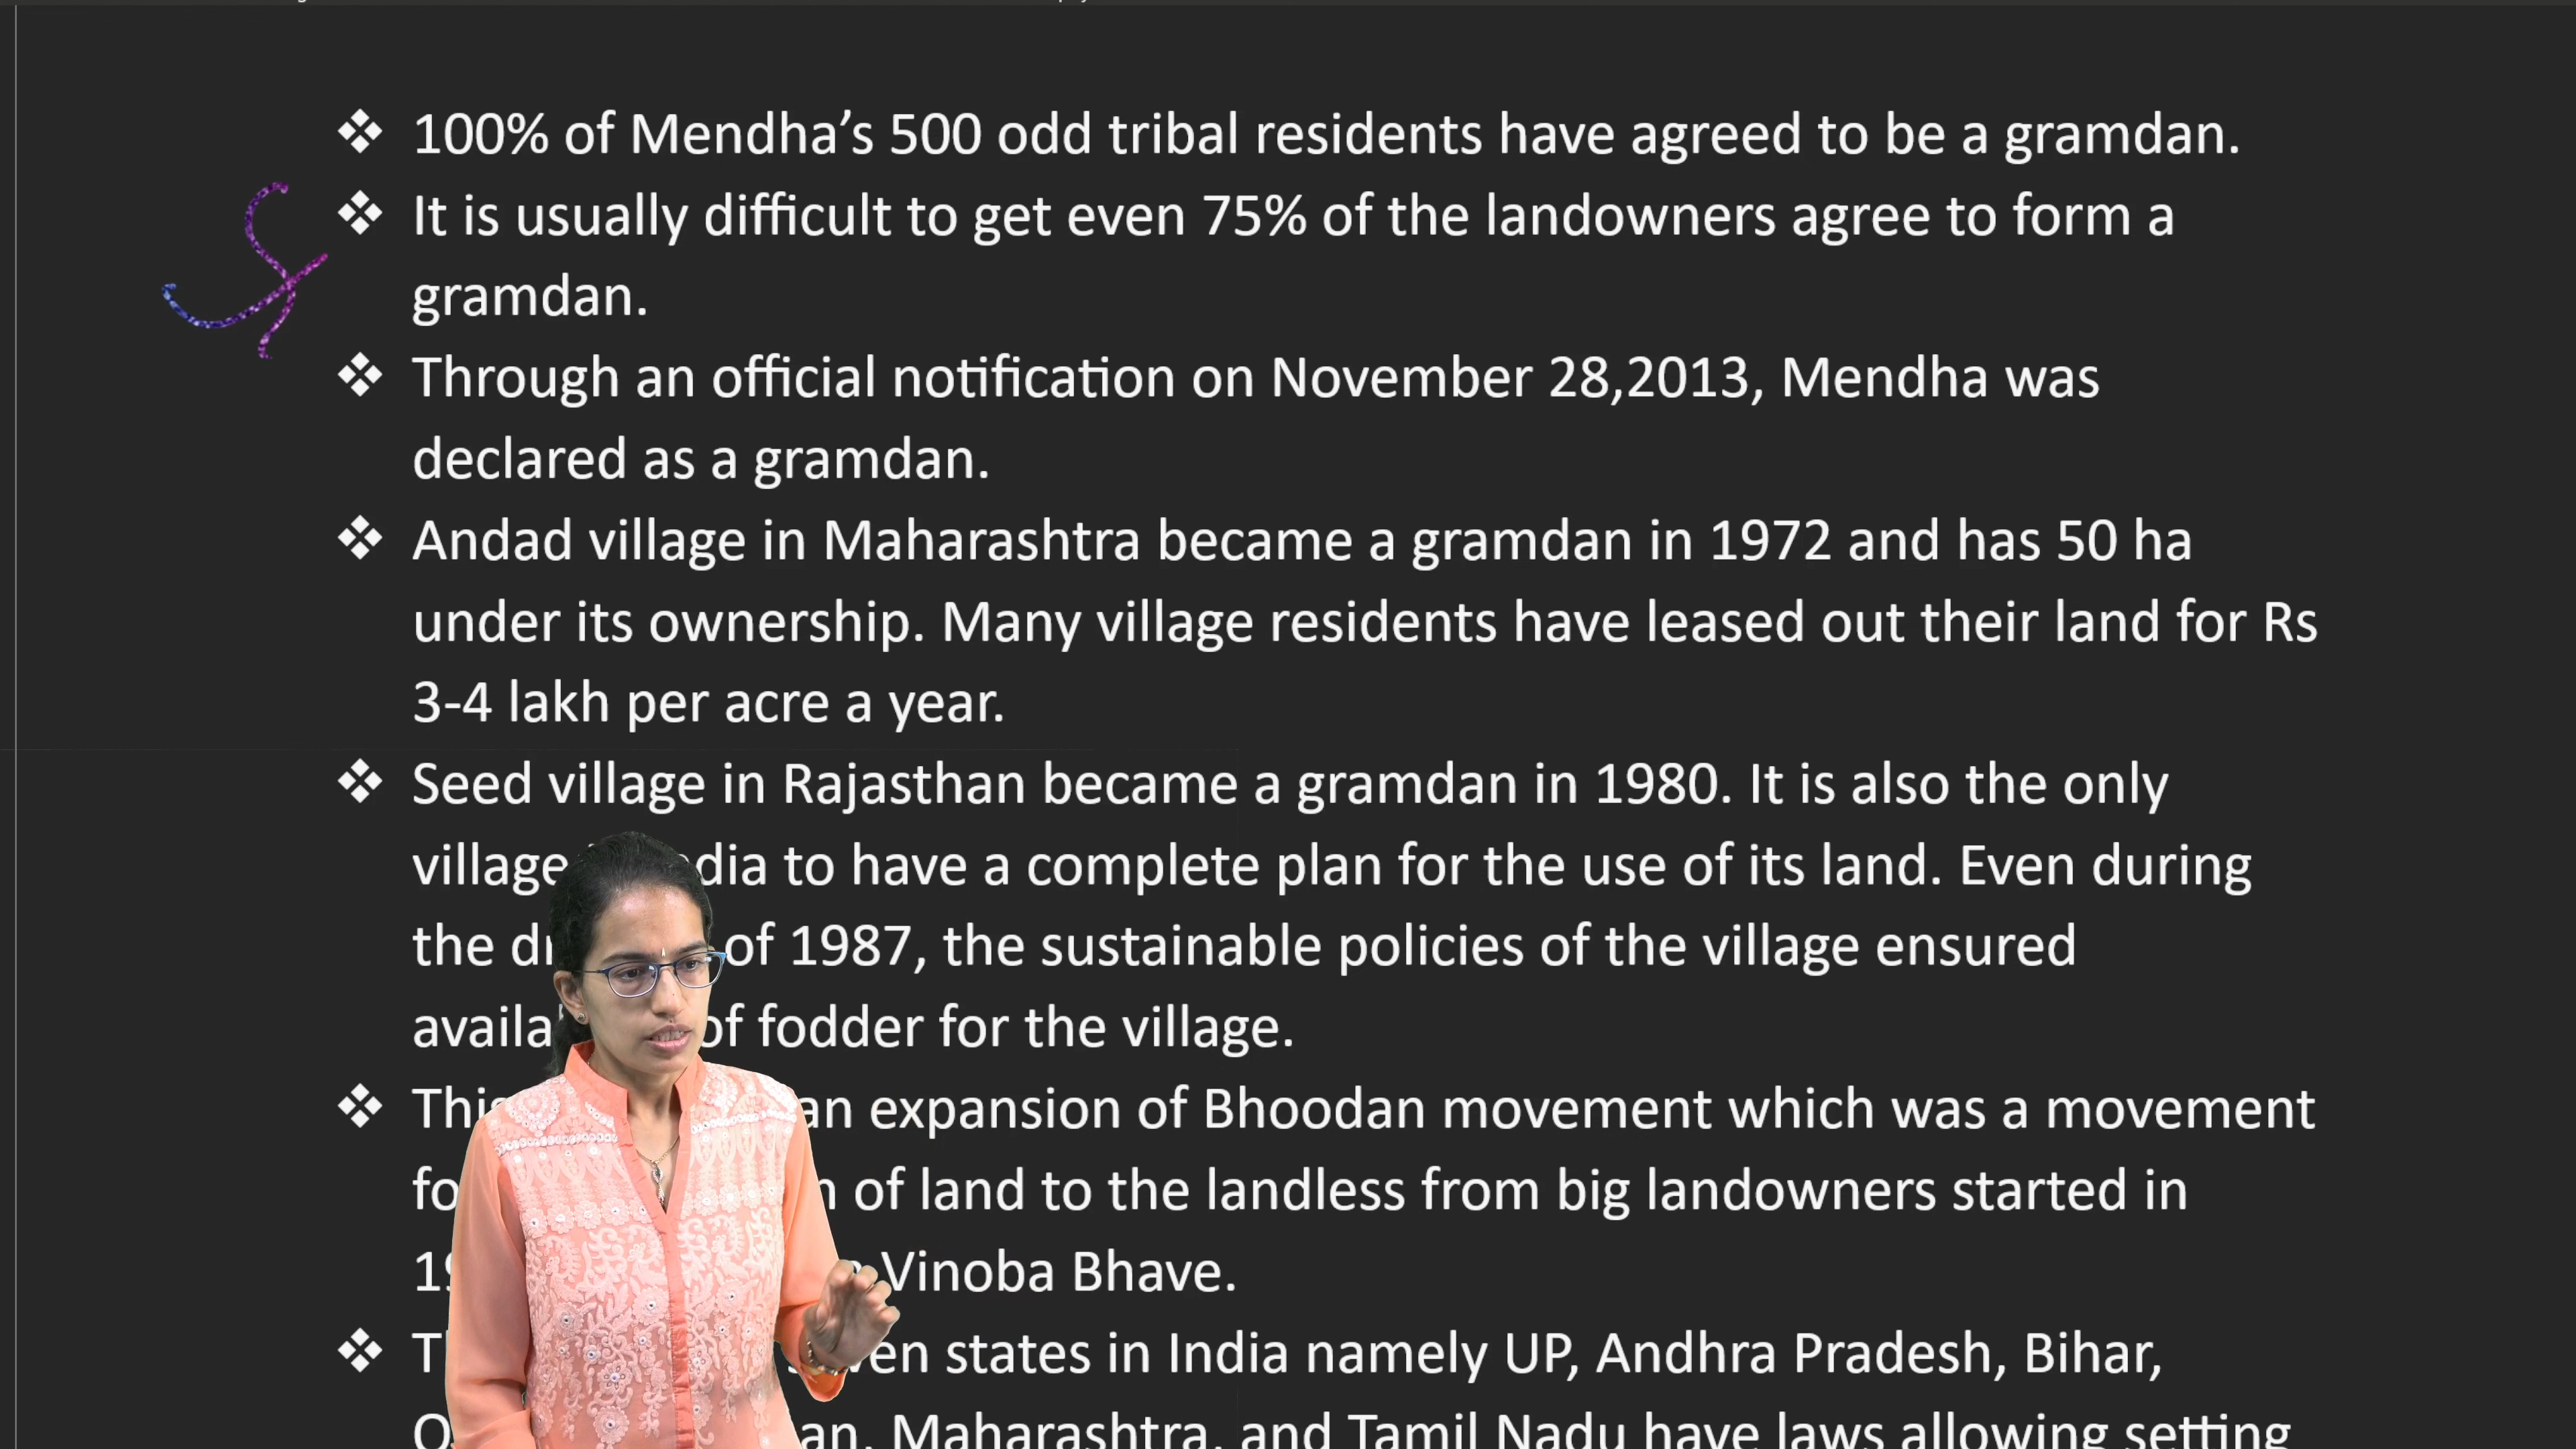 ❖ 100% of Mendha’s 500 odd tribal residents have agreed to be a gramdan.
❖ It is usually difficult to get even 75% of the landowners agree to form a
gramdan.
❖ Through an official notification on November 28,2013, Mendha was
declared as a gramdan.
❖ Andad village in Maharashtra became a gramdan in 1972 and has 50 ha
under its ownership. Many village residents have leased out their land for Rs
3-4 lakh per acre a year.
❖ Seed village in Rajasthan became a gramdan in 1980. It is also the only
village to have a complete plan for the use of its land. Even during
the of 1987, the sustainable policies of the village ensured
of fodder for the village.
❖ an expansion of Bhoodan movement which was a movement
of land to the landless from big landowners started in
Vinoba Bhave.
❖ states in India namely UP, Andhra Pradesh, Bihar,
Maharashtra, and Tamil Nadu have laws allowing setting